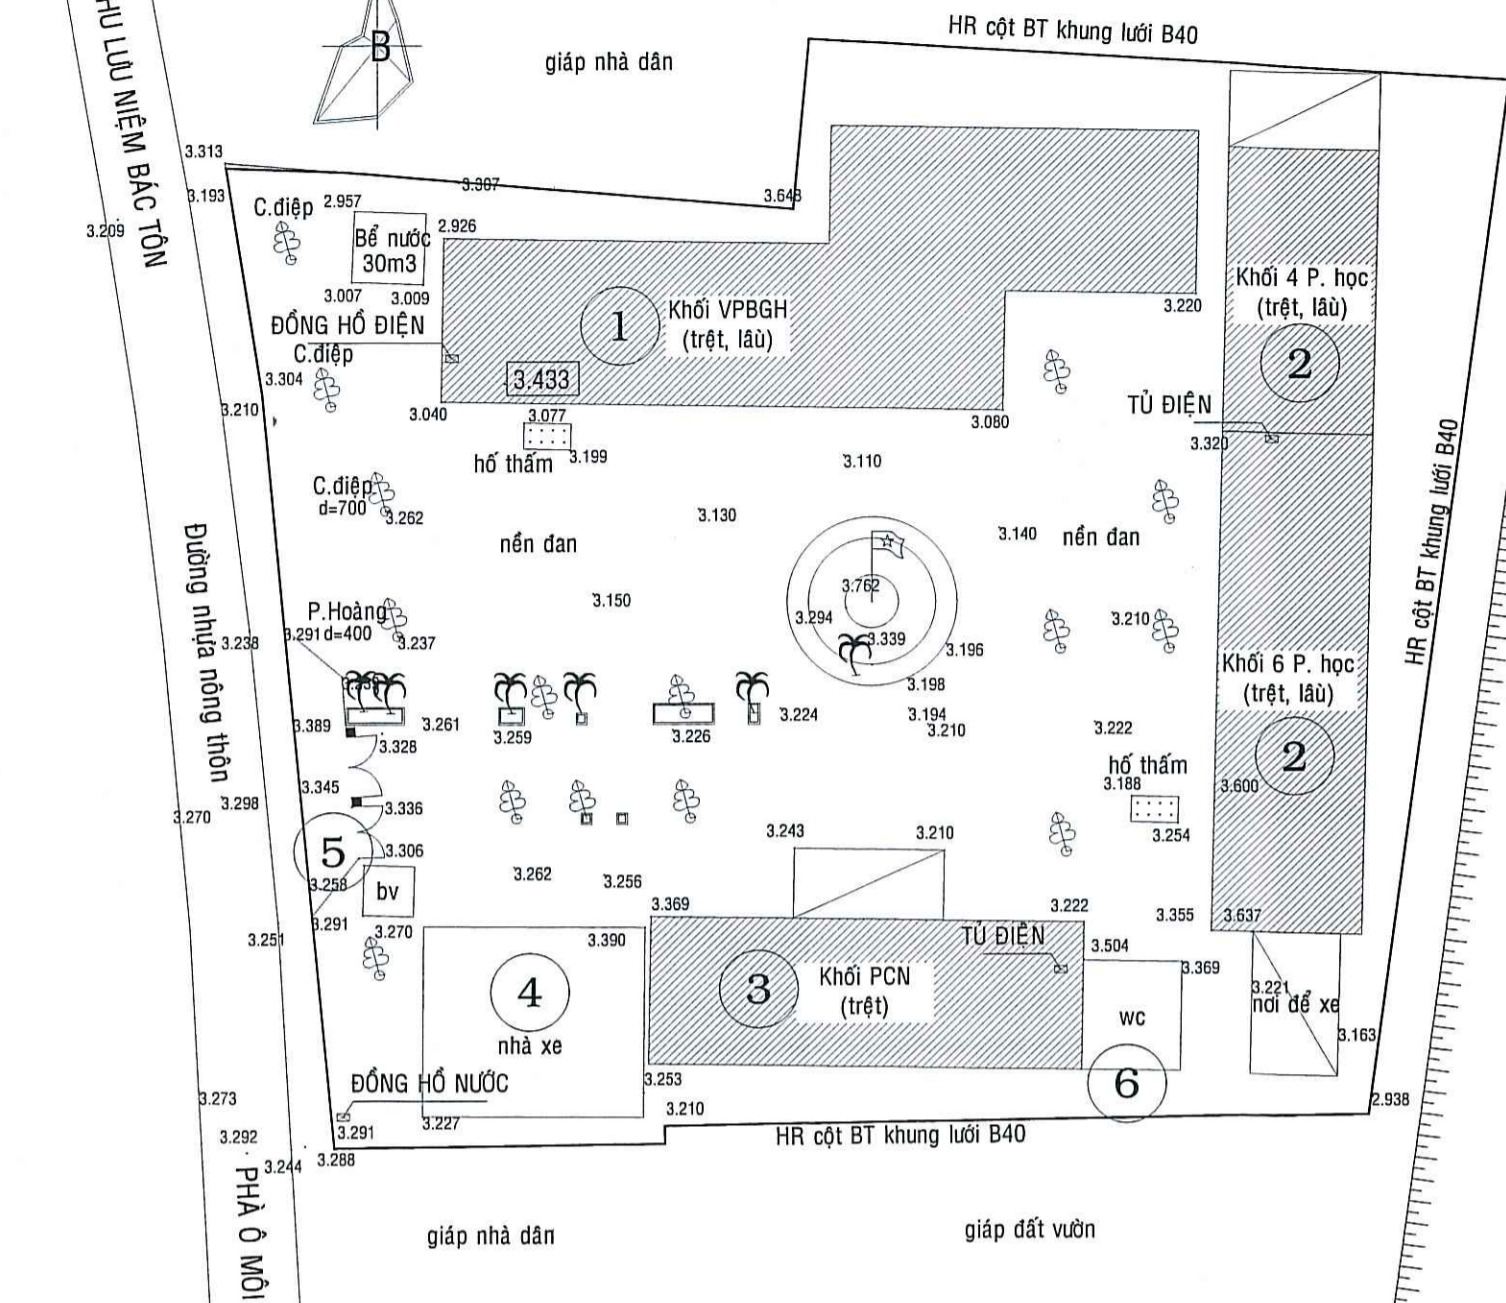 HR cột BT khung lưới B40
B
giáp nhà dân
HU LƯU NIỆM BÁC TÔN
3.313
3.307
3.648
3.193
C.điệp
2.957
2.926
3.209
Bể nước
30m3
3.007
3.009
ĐỒNG HỒ ĐIỆN
C.điệp
3.304
3.210
1
Khối VPBGH
(trệt, lầù)
3.433
3.040
3.077
3.080
3.220
Khối 4 P. học
(trệt, lầù)
2
TỦ ĐIỆN
3.320
hố thấm
3.199
3.110
C.điệp
d=700
3.262
3.130
nền đan
3.140
nền đan
HR cột BT khung lưới B40
Đường nhựa nông thôn
3.762
3.150
3.294
3.339
3.196
3.210
P.Hoàng
3.291
d=400
3.237
3.238
Khối 6 P. học
(trệt, lầù)
2
3.198
3.389
3.328
3.261
3.259
3.226
3.224
3.194
3.210
3.222
hố thấm
3.188
3.600
3.254
3.345
3.336
3.298
3.270
5
3.306
3.258
bv
3.243
3.210
3.262
3.256
3.291
3.270
3.251
3.369
3.222
3.355
3.637
3.390
TỦ ĐIỆN
3.504
3.369
4
nhà xe
3
Khối PCN
(trệt)
wc
6
3.221
nơi để xe
3.163
ĐỒNG HỒ NƯỚC
3.253
3.210
3.273
3.292
3.244
3.291
3.288
3.227
2.938
HR cột BT khung lưới B40
PHÀ Ô MÔI
giáp nhà dân
giáp đất vườn